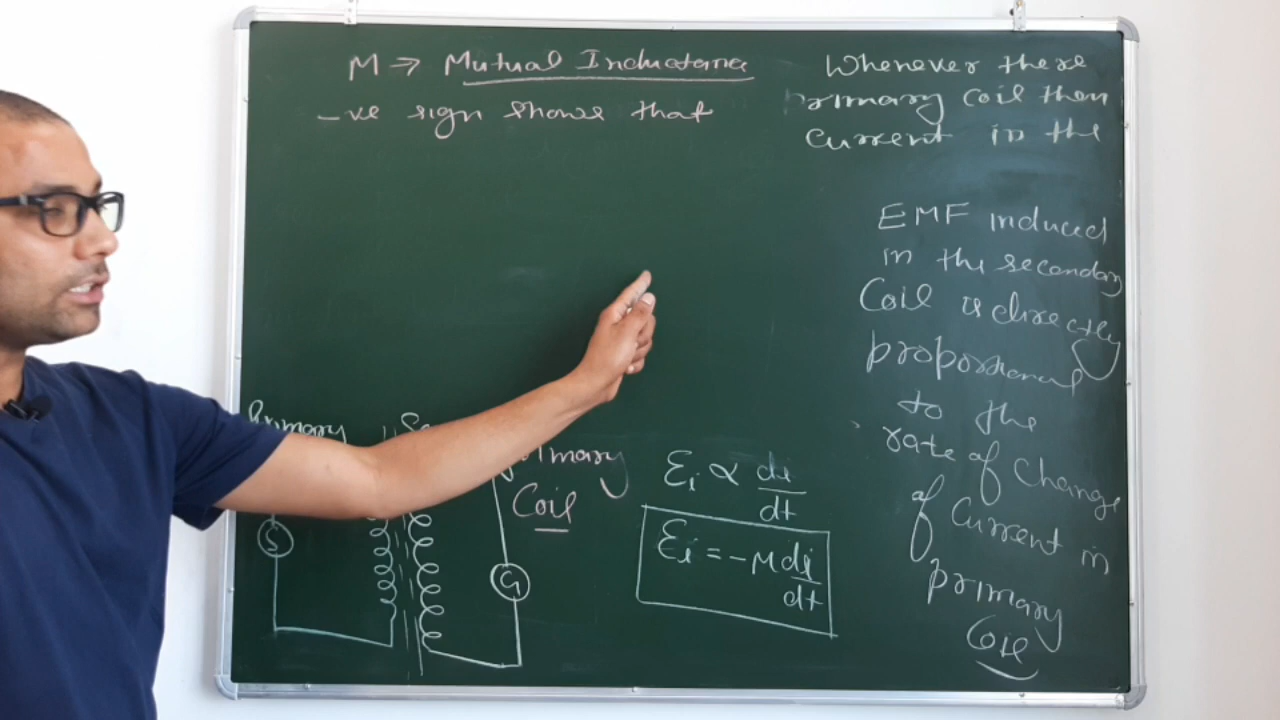 M → Mutual Inductance
-ve sign shows that
Whenever there
primary coil then
current in the
EMF induced
in the secondary
Coil is directly
proportional
to the
rate of Change
of Current in
primary
Coil
Primary
Coil
S
G
Ɛi ∝ di/dt
Ɛi = -M di/dt